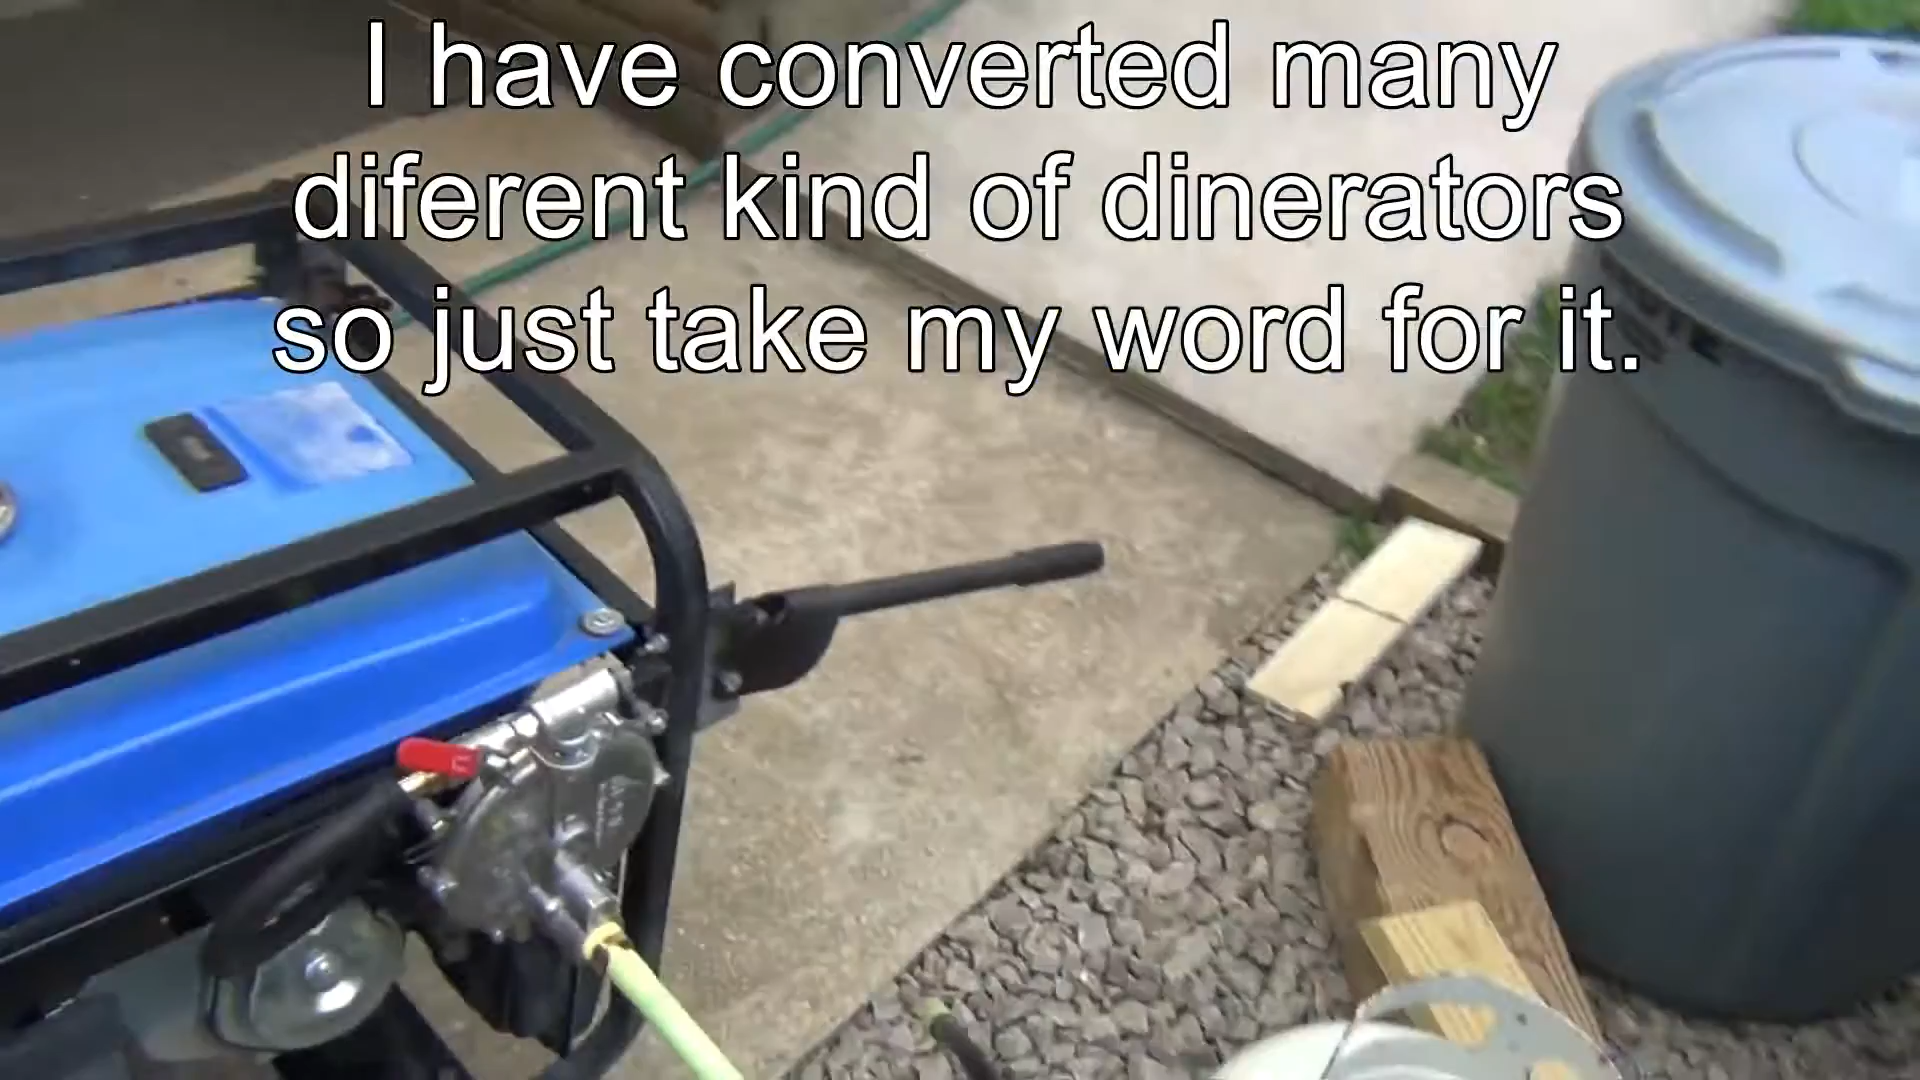 I have converted many
diferent kind of dinerators
so just take my word for it.